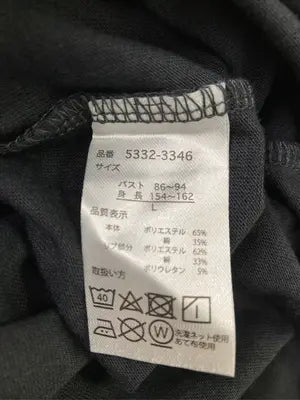 品番 5332-3346
サイズ
バスト 86~94
身長 154~162
L
品質表示
本体 ポリエステル 65%
綿 35%
リブ部分 ポリエステル 62%
綿 33%
ポリウレタン 5%
取扱い方
40
W 洗濯ネット使用
あて布使用